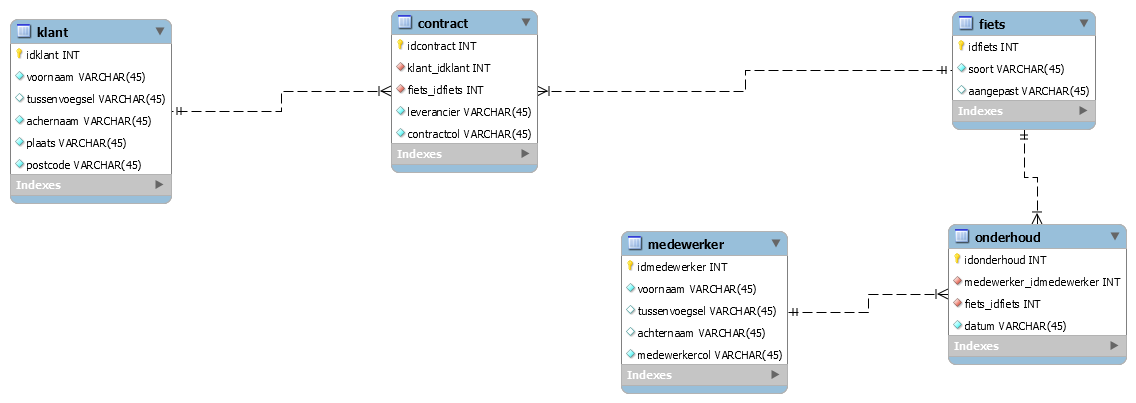 klant
idklant INT
voornaam VARCHAR(45)
tussenvoegsel VARCHAR(45)
achernaam VARCHAR(45)
plaats VARCHAR(45)
postcode VARCHAR(45)
Indexes
contract
idcontract INT
klant_idklant INT
fiets_idfiets INT
leverancier VARCHAR(45)
contractcol VARCHAR(45)
Indexes
fiets
idfiets INT
soort VARCHAR(45)
aangepast VARCHAR(45)
Indexes
medewerker
idmedewerker INT
voornaam VARCHAR(45)
tussenvoegsel VARCHAR(45)
achternaam VARCHAR(45)
medewerkercol VARCHAR(45)
Indexes
onderhoud
idonderhoud INT
medewerker_idmedewerker INT
fiets_idfiets INT
datum VARCHAR(45)
Indexes